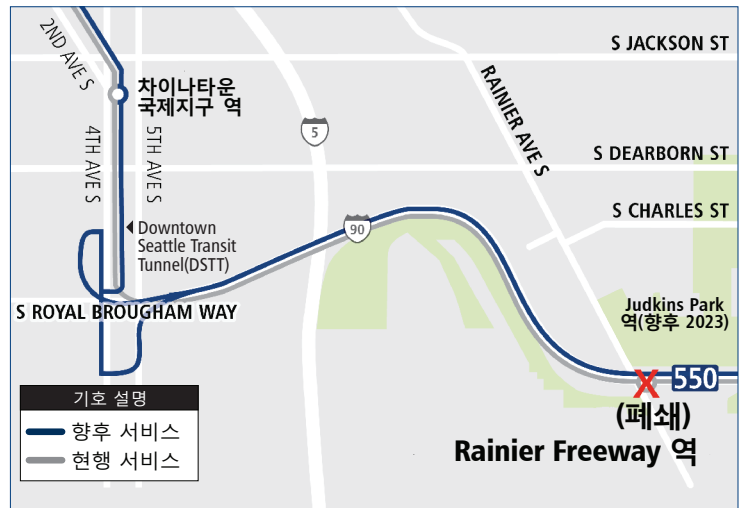 2ND AVE S
S JACKSON ST
차이나타운
국제지구 역
RAINIER AVE S
5
4TH AVE S
5TH AVE S
S DEARBORN ST
S CHARLES ST
90
Downtown
Seattle Transit
Tunnel(DSTT)
S ROYAL BROUGHAM WAY
Judkins Park
역(향후 2023)
X
550
(폐쇄)
Rainier Freeway 역
기호 설명
향후 서비스
현행 서비스